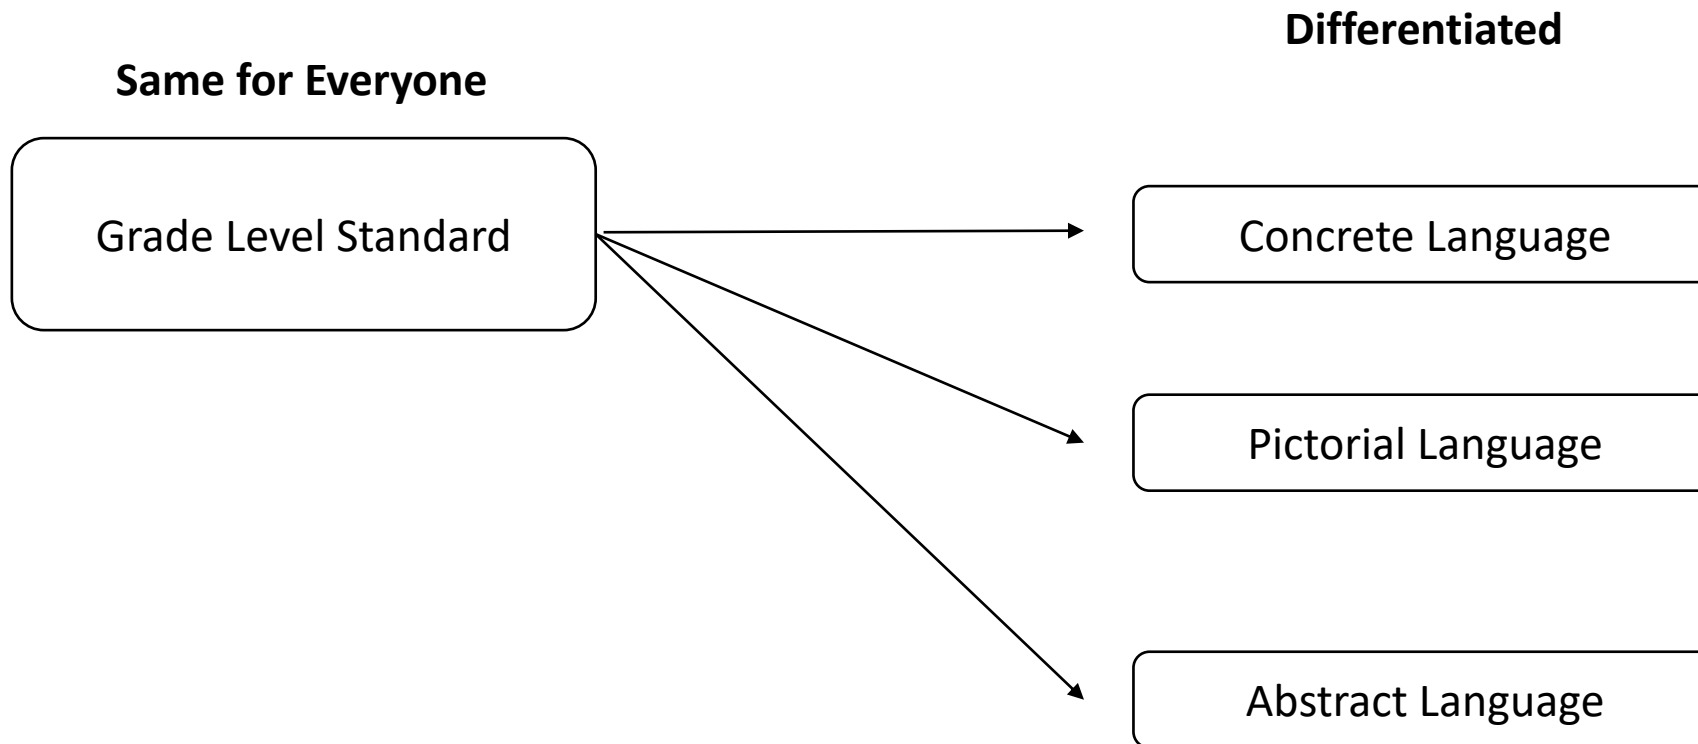 Differentiated
Same for Everyone
Grade Level Standard
Concrete Language
Pictorial Language
Abstract Language